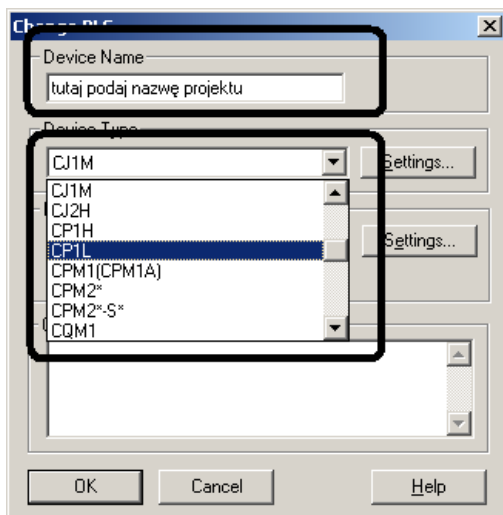 Change PLC
Device Name
tutaj podaj nazwę projektu
Device Type
CJ1M
Settings...
CJ1M
CJ2H
CP1H
CP1L
Settings...
CPM1(CPM1A)
CPM2*
CPM2*-S*
CQM1
OK
Cancel
Help